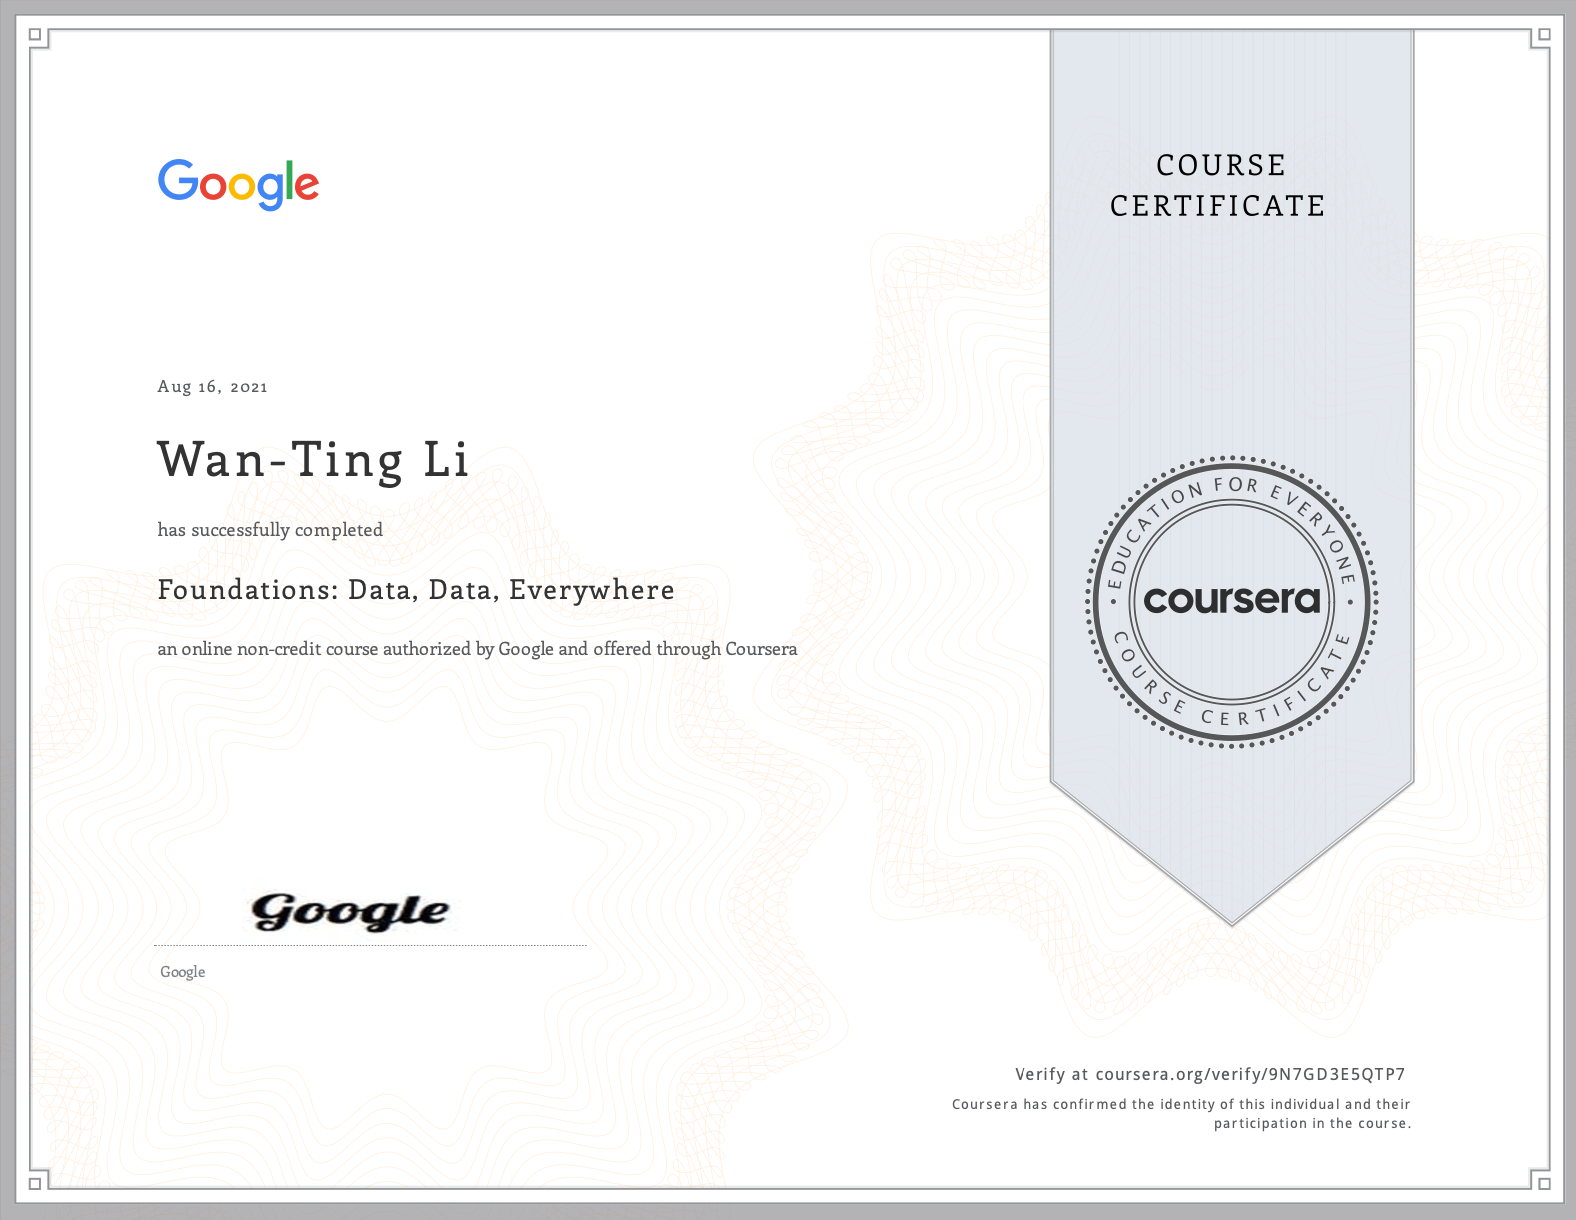 Google
COURSE
CERTIFICATE
Aug 16, 2021
Wan-Ting Li
has successfully completed
Foundations: Data, Data, Everywhere
an online non-credit course authorized by Google and offered through Coursera
EDUCATION FOR EVERYONE
coursera
COURSE CERTIFICATE
Google
Google
Verify at coursera.org/verify/9N7GD3E5QTP7
Coursera has confirmed the identity of this individual and their
participation in the course.